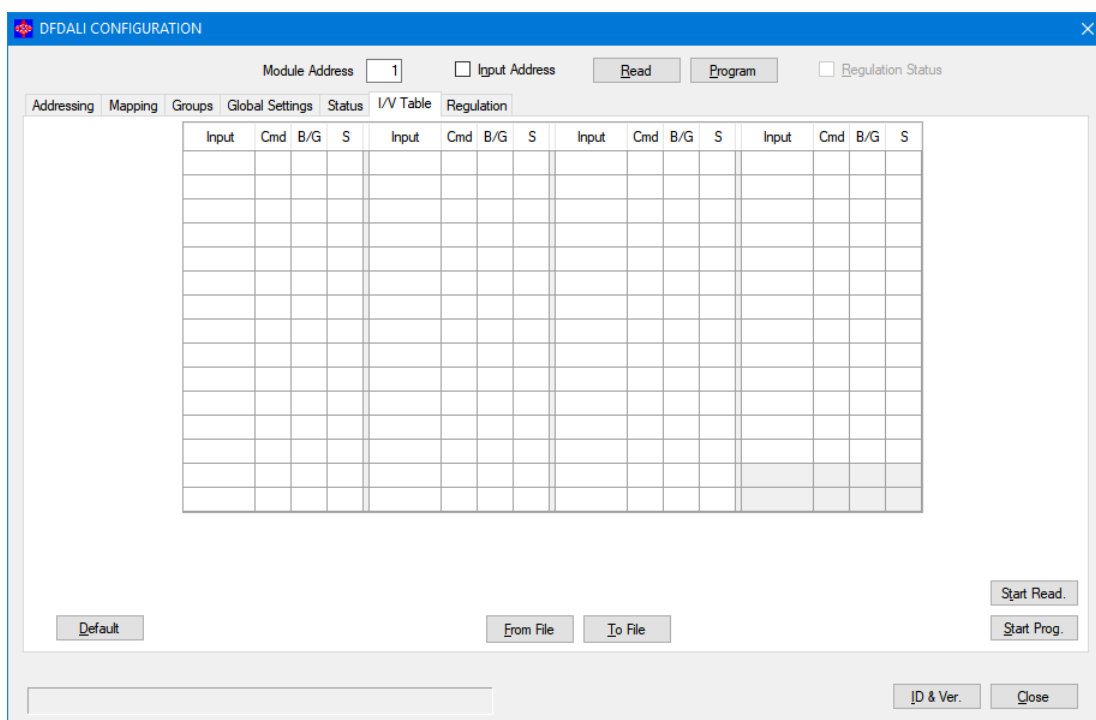 DFDALI CONFIGURATION
Module Address 1 Input Address Read Program Regulation Status
Addressing Mapping Groups Global Settings Status I/V Table Regulation
Input Cmd B/G S Input Cmd B/G S Input Cmd B/G S Input Cmd B/G S
Start Read.
Default From File To File Start Prog.
ID & Ver. Close